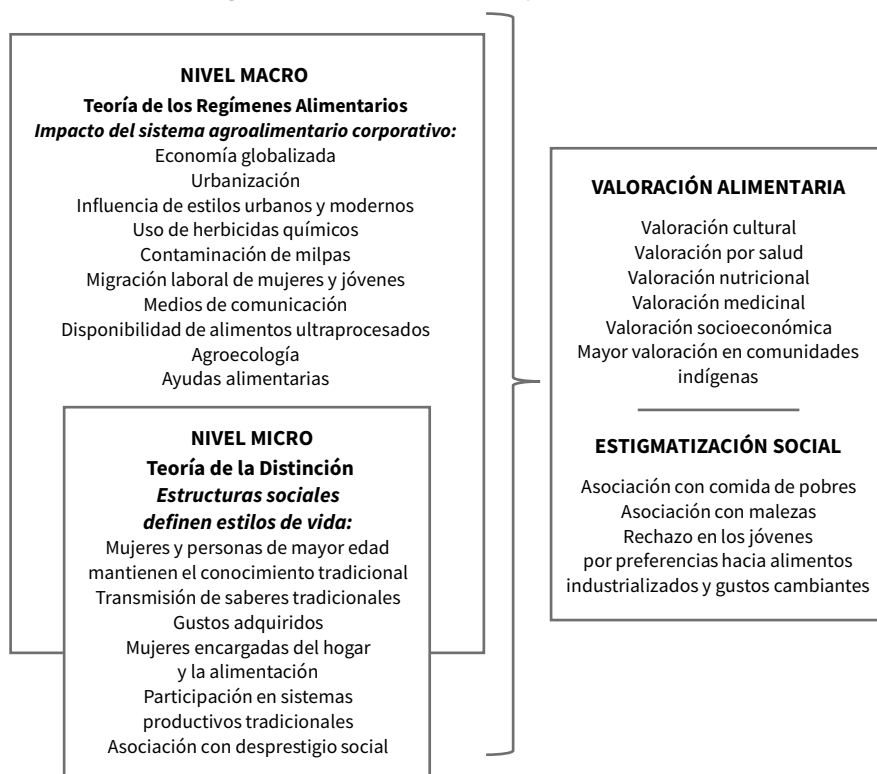 NIVEL MACRO
Teoría de los Regímenes Alimentarios
Impacto del sistema agroalimentario corporativo:
Economía globalizada
Urbanización
Influencia de estilos urbanos y modernos
Uso de herbicidas químicos
Contaminación de milpas
Migración laboral de mujeres y jóvenes
Medios de comunicación
Disponibilidad de alimentos ultraprocesados
Agroecología
Ayudas alimentarias
NIVEL MICRO
Teoría de la Distinción
Estructuras sociales
definen estilos de vida:
Mujeres y personas de mayor edad
mantienen el conocimiento tradicional
Transmisión de saberes tradicionales
Gustos adquiridos
Mujeres encargadas del hogar
y la alimentación
Participación en sistemas
productivos tradicionales
Asociación con desprestigio social
VALORACIÓN ALIMENTARIA
Valoración cultural
Valoración por salud
Valoración nutricional
Valoración medicinal
Valoración socioeconómica
Mayor valoración en comunidades
indígenas
ESTIGMATIZACIÓN SOCIAL
Asociación con comida de pobres
Asociación con malezas
Rechazo en los jóvenes
por preferencias hacia alimentos
industrializados y gustos cambiantes